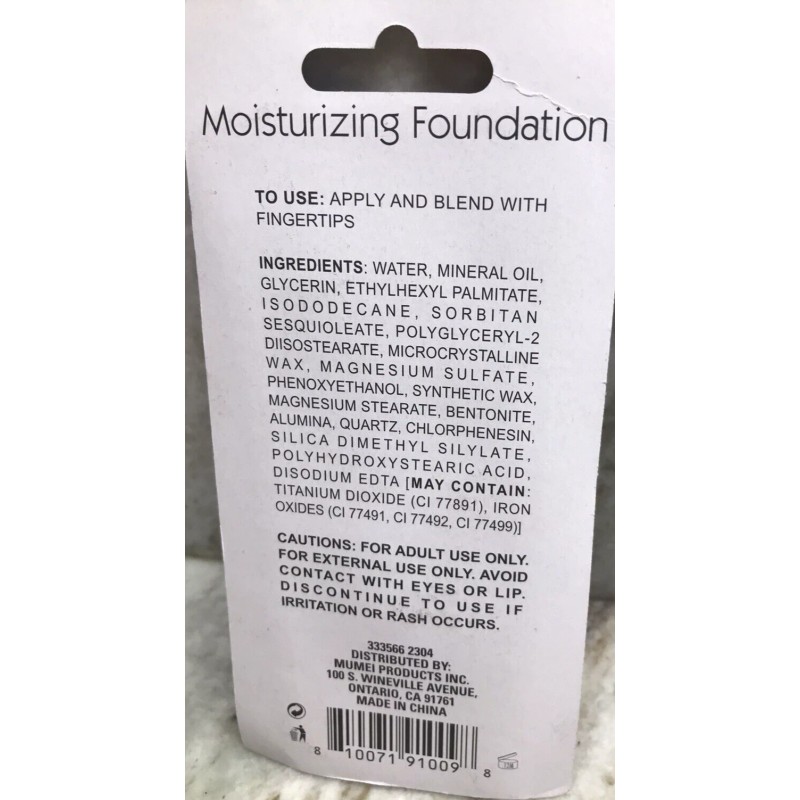 Moisturizing Foundation
TO USE: APPLY AND BLEND WITH
FINGERTIPS
INGREDIENTS: WATER, MINERAL OIL,
GLYCERIN, ETHYLHEXYL PALMITATE,
ISODODECANE, SORBITAN
SESQUIOLEATE, POLYGLYCERYL-2
DIISOSTEARATE, MICROCRYSTALLINE
WAX, MAGNESIUM SULFATE,
PHENOXYETHANOL, SYNTHETIC WAX,
MAGNESIUM STEARATE, BENTONITE,
ALUMINA, QUARTZ, CHLORPHENESIN,
SILICA DIMETHYL SILYLATE,
POLYHYDROXYSTEARIC ACID,
DISODIUM EDTA [MAY CONTAIN:
TITANIUM DIOXIDE (CI 77891), IRON
OXIDES (CI 77491, CI 77492, CI 77499)]
CAUTIONS: FOR ADULT USE ONLY.
FOR EXTERNAL USE ONLY. AVOID
CONTACT WITH EYES OR LIP.
DISCONTINUE TO USE IF
IRRITATION OR RASH OCCURS.
333566 2304
DISTRIBUTED BY:
MUMEI PRODUCTS INC.
100 S. WINEVILLE AVENUE,
ONTARIO, CA 91761
MADE IN CHINA
8 10071 91009 8